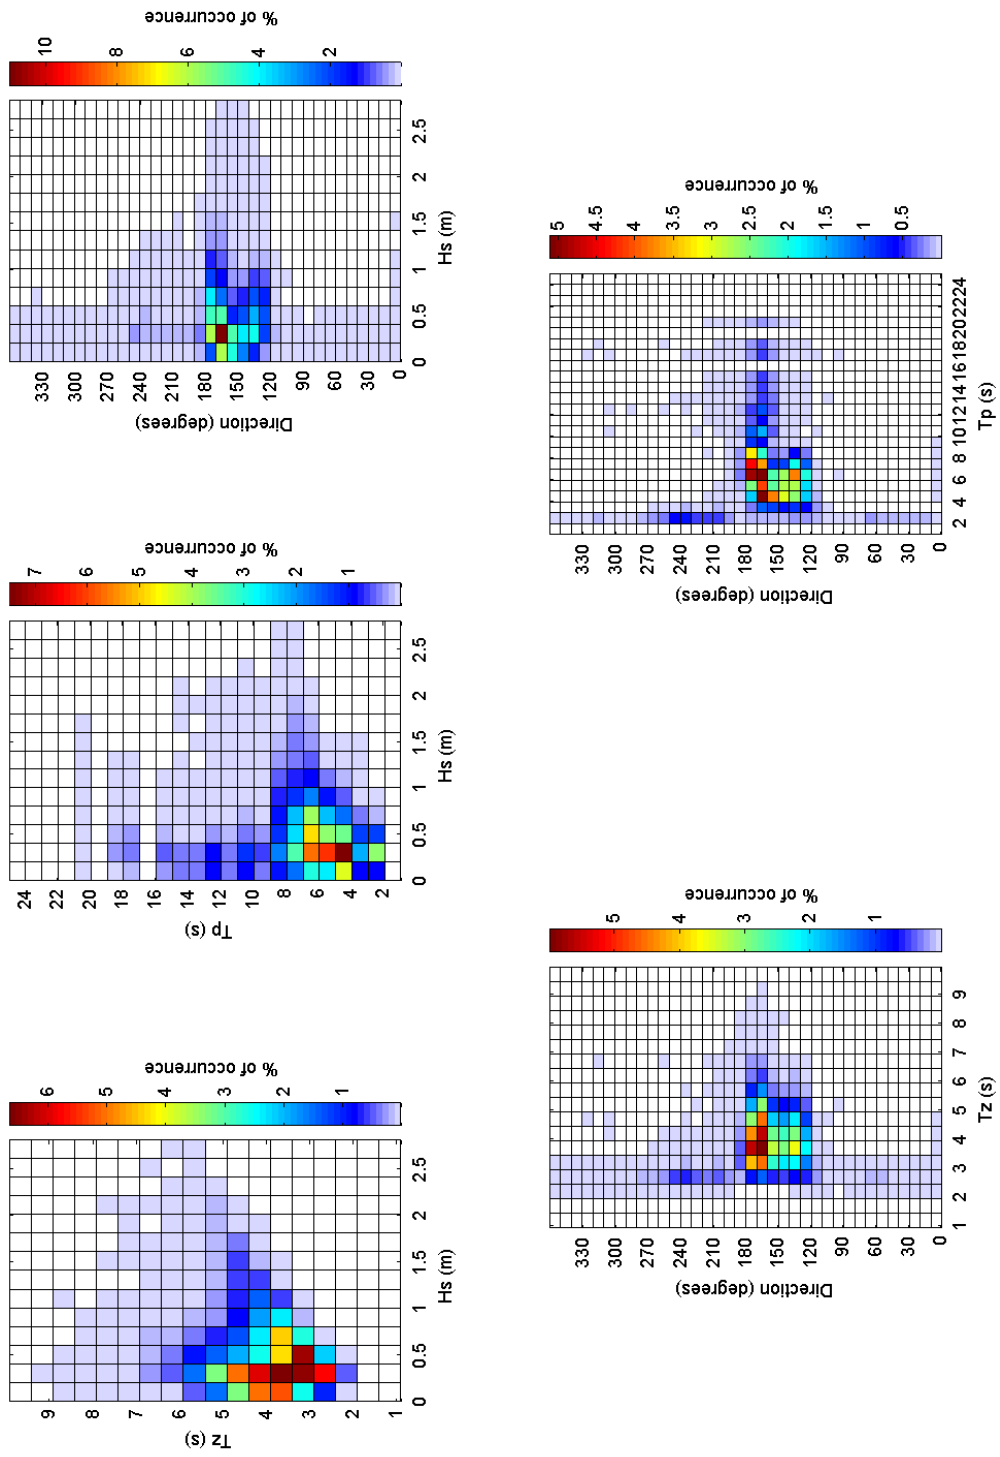 % of occurrence
10 8 6 4 2
330 300 270 240 210 180 150 120 90 60 30 0
Direction (degrees)
0 0.5 1 1.5 2 2.5
Hs (m)
% of occurrence
7 6 5 4 3 2 1
24 22 20 18 16 14 12 10 8 6 4 2
Tp (s)
0 0.5 1 1.5 2 2.5
Hs (m)
% of occurrence
6 5 4 3 2 1
9 8 7 6 5 4 3 2 1
Tz (s)
0 0.5 1 1.5 2 2.5
Hs (m)
% of occurrence
5 4.5 4 3.5 3 2.5 2 1.5 1 0.5
330 300 270 240 210 180 150 120 90 60 30 0
Direction (degrees)
2 4 6 8 10 12 14 16 18 20 22 24
Tp (s)
% of occurrence
5 4 3 2 1
330 300 270 240 210 180 150 120 90 60 30 0
Direction (degrees)
1 2 3 4 5 6 7 8 9
Tz (s)